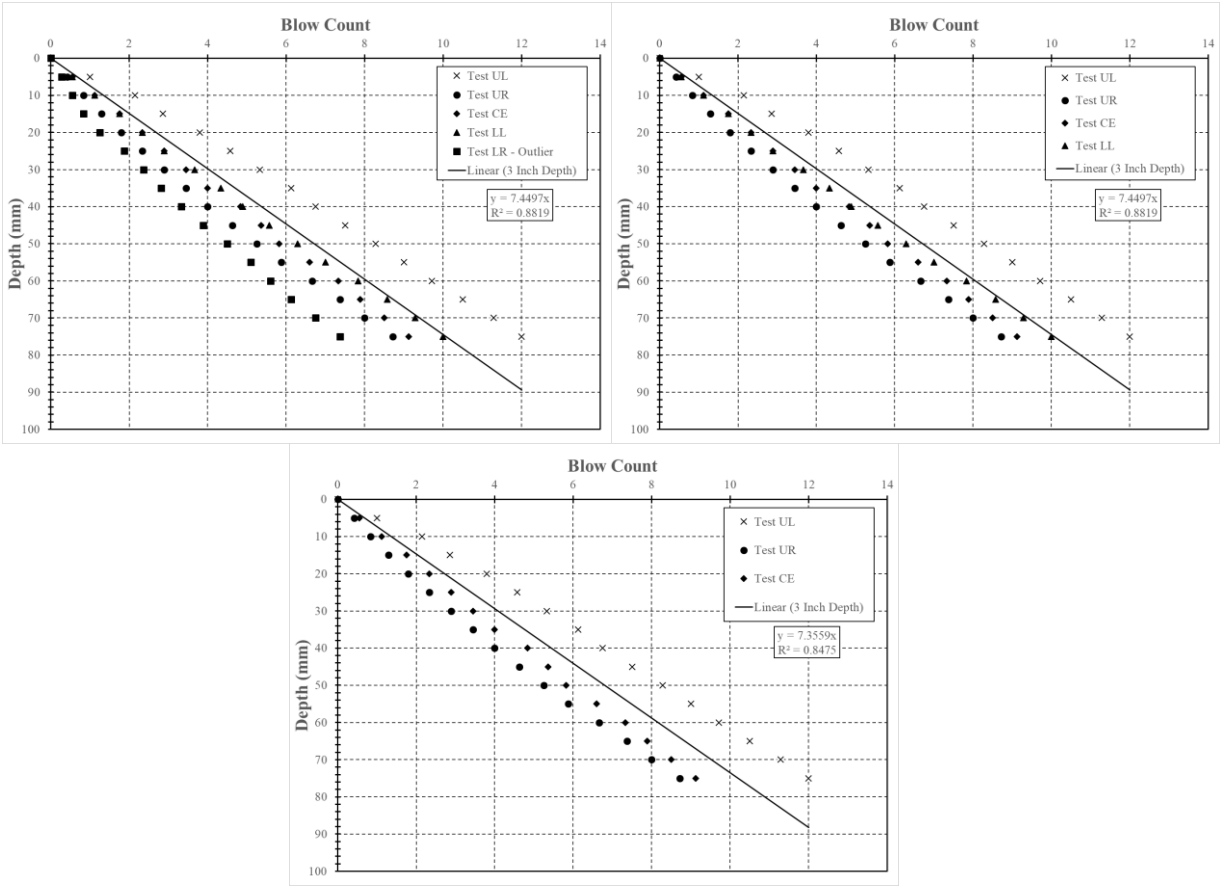 Blow Count
0 2 4 6 8 10 12 14
0
10
20
30
40
50
60
70
80
90
100
Depth (mm)
Test UL
Test UR
Test CE
Test LL
Test LR - Outlier
Linear (3 Inch Depth)
y = 7.4497x
R² = 0.8819
Blow Count
0 2 4 6 8 10 12 14
0
10
20
30
40
50
60
70
80
90
100
Depth (mm)
Test UL
Test UR
Test CE
Test LL
Linear (3 Inch Depth)
y = 7.4497x
R² = 0.8819
Blow Count
0 2 4 6 8 10 12 14
0
10
20
30
40
50
60
70
80
90
100
Depth (mm)
Test UL
Test UR
Test CE
Linear (3 Inch Depth)
y = 7.3559x
R² = 0.8475